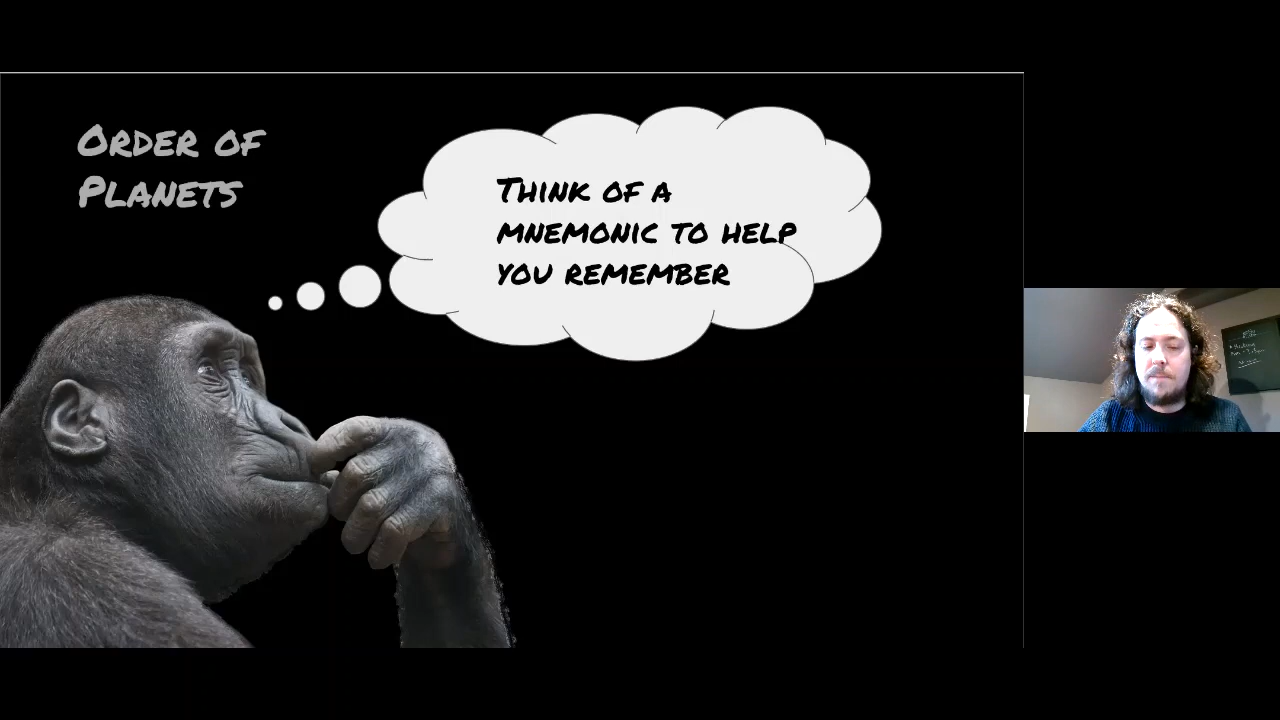 Order of
Planets
Think of a
mnemonic to help
you remember